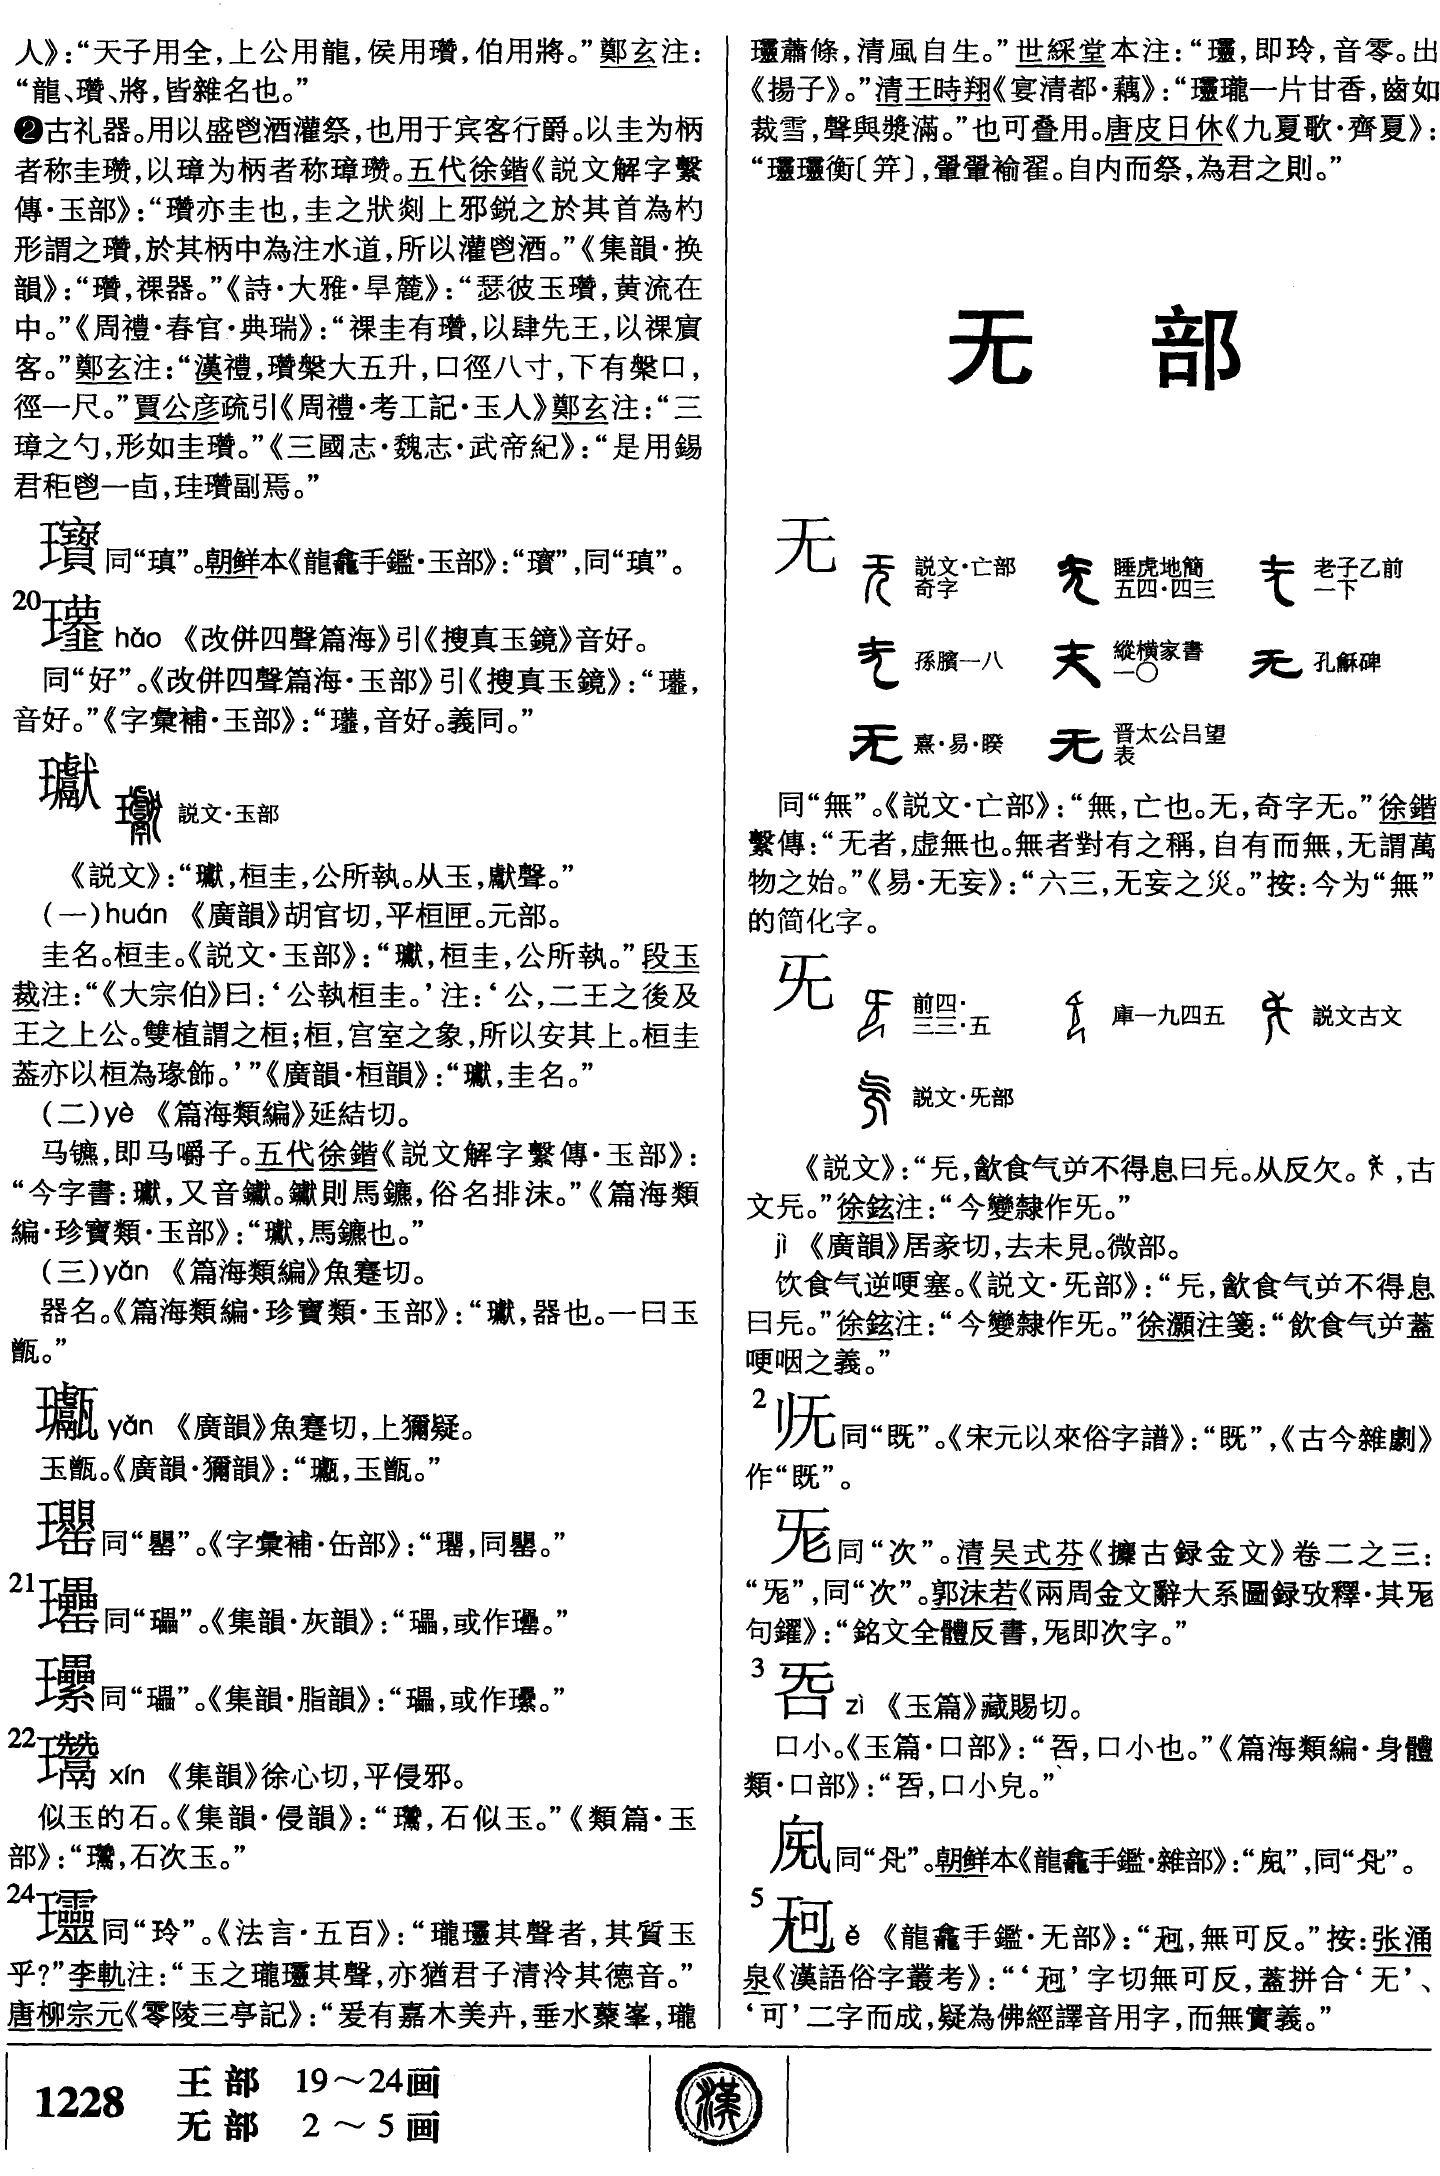 人》：“天子用全，上公用龍，侯用瓚，伯用將。”鄭玄注：
“龍、瓚、將，皆雜名也。”
❷古礼器。用以盛鬯酒灌祭，也用于宾客行爵。以圭为柄
者称圭瓒，以璋为柄者称璋瓒。五代徐鍇《説文解字繫
傳·玉部》：“瓚亦圭也，圭之狀剡上邪鋭之於其首為杓
形謂之瓚，於其柄中為注水道，所以灌鬯酒。”《集韻·换
韻》：“瓚，祼器。”《詩·大雅·旱麓》：“瑟彼玉瓚，黄流在
中。”《周禮·春官·典瑞》：“祼圭有瓚，以肆先王，以祼賓
客。”鄭玄注：“漢禮，瓚槃大五升，口徑八寸，下有槃口，
徑一尺。”賈公彦疏引《周禮·考工記·玉人》鄭玄注：“三
璋之勺，形如圭瓚。”《三國志·魏志·武帝紀》：“是用錫
君秬鬯一卣，珪瓚副焉。”
同“瑱”。朝鲜本《龍龕手鑑·玉部》：“”，同“瑱”。
20
hǎo 《改併四聲篇海》引《搜真玉鏡》音好。
同“好”。《改併四聲篇海·玉部》引《搜真玉鏡》：“，
音好。”《字彙補·玉部》：“，音好。義同。”
瓛 説文·玉部
《説文》：“瓛，桓圭，公所執。从玉，獻聲。”
（一）huán 《廣韻》胡官切，平桓匣。元部。
圭名。桓圭。《説文·玉部》：“瓛，桓圭，公所執。”段玉
裁注：“《大宗伯》曰：‘公執桓圭。’注：‘公，二王之後及
王之上公。雙植謂之桓；桓，宫室之象，所以安其上。桓圭
葢亦以桓為瑑飾。’”《廣韻·桓韻》：“瓛，圭名。”
（二）yè 《篇海類編》延結切。
马镳，即马嚼子。五代徐鍇《説文解字繫傳·玉部》：
“今字書：瓛，又音钀。钀則馬鑣，俗名排沫。”《篇海類
編·珍寶類·玉部》：“瓛，馬鑣也。”
（三）yǎn 《篇海類編》魚蹇切。
器名。《篇海類編·珍寶類·玉部》：“瓛，器也。一曰玉
甑。”
yǎn 《廣韻》魚蹇切，上獮疑。
玉甑。《廣韻·獮韻》：“，玉甑。”
同“罌”。《字彙補·缶部》：“，同罌。”
21
同“瓃”。《集韻·灰韻》：“瓃，或作。”
同“瓃”。《集韻·脂韻》：“瓃，或作。”
22
xín 《集韻》徐心切，平侵邪。
似玉的石。《集韻·侵韻》：“，石似玉。”《類篇·玉
部》：“，石次玉。”
24
同“玲”。《法言·五百》：“瓏其聲者，其質玉
乎？”李軌注：“玉之瓏其聲，亦猶君子清泠其德音。”
唐柳宗元《零陵三亭記》：“爰有嘉木美卉，垂水藂峯，瓏
蕭條，清風自生。”世綵堂本注：“，即玲，音零。出
《揚子》。”清王時翔《宴清都·藕》：“瓏一片甘香，齒如
裁雪，聲與漿滿。”也可叠用。唐皮日休《九夏歌·齊夏》：
“衡〔笄〕，翬翬褕翟。自内而祭，為君之則。”
无 部
无 説文·亡部奇字 睡虎地簡五四·四三 老子乙前一下
孫臏一八 縱横家書一〇 孔龢碑
熹·易·睽 晋太公吕望表
同“無”。《説文·亡部》：“無，亡也。无，奇字无。”徐鍇
繫傳：“无者，虚無也。無者對有之稱，自有而無，无謂萬
物之始。”《易·无妄》：“六三，无妄之災。”按：今为“無”
的简化字。
旡 前四·三三·五 庫一九四五 説文古文
説文·旡部
《説文》：“旡，㱃食气屰不得息曰旡。从反欠。，古
文旡。”徐鉉注：“今變隸作旡。”
jì 《廣韻》居豙切，去未見。微部。
饮食气逆哽塞。《説文·旡部》：“旡，㱃食气屰不得息
曰旡。”徐鉉注：“今變隸作旡。”徐灝注箋：“飲食气屰蓋
哽咽之義。”
2
同“既”。《宋元以來俗字譜》：“既”，《古今雜劇》
作“既”。
同“次”。清吴式芬《攈古録金文》卷二之三：
“”，同“次”。郭沫若《兩周金文辭大系圖録攷釋·其
句鑃》：“銘文全體反書，即次字。”
3
zì 《玉篇》藏賜切。
口小。《玉篇·口部》：“，口小也。”《篇海類編·身體
類·口部》：“，口小皃。”
同“”。朝鲜本《龍龕手鑑·雜部》：“”，同“”。
5
ě 《龍龕手鑑·无部》：“，無可反。”按：张涌
泉《漢語俗字叢考》：“‘’字切無可反，蓋拼合‘无’、
‘可’二字而成，疑為佛經譯音用字，而無實義。”
1228
王部 19～24画
无部 2～5画
漢